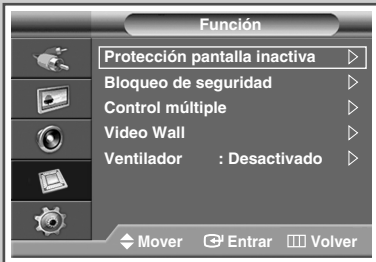 Función
Protección pantalla inactiva
Bloqueo de seguridad
Control múltiple
Video Wall
Ventilador : Desactivado
Mover Entrar Volver